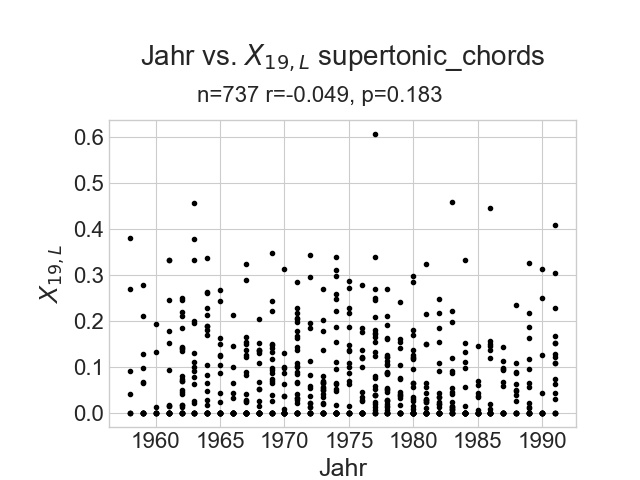 Jahr vs. X19, L supertonic_chords
n=737 r=-0.049, p=0.183
0.6
0.5
0.4
0.3
0.2
0.1
0.0
X19, L
1960 1965 1970 1975 1980 1985 1990
Jahr